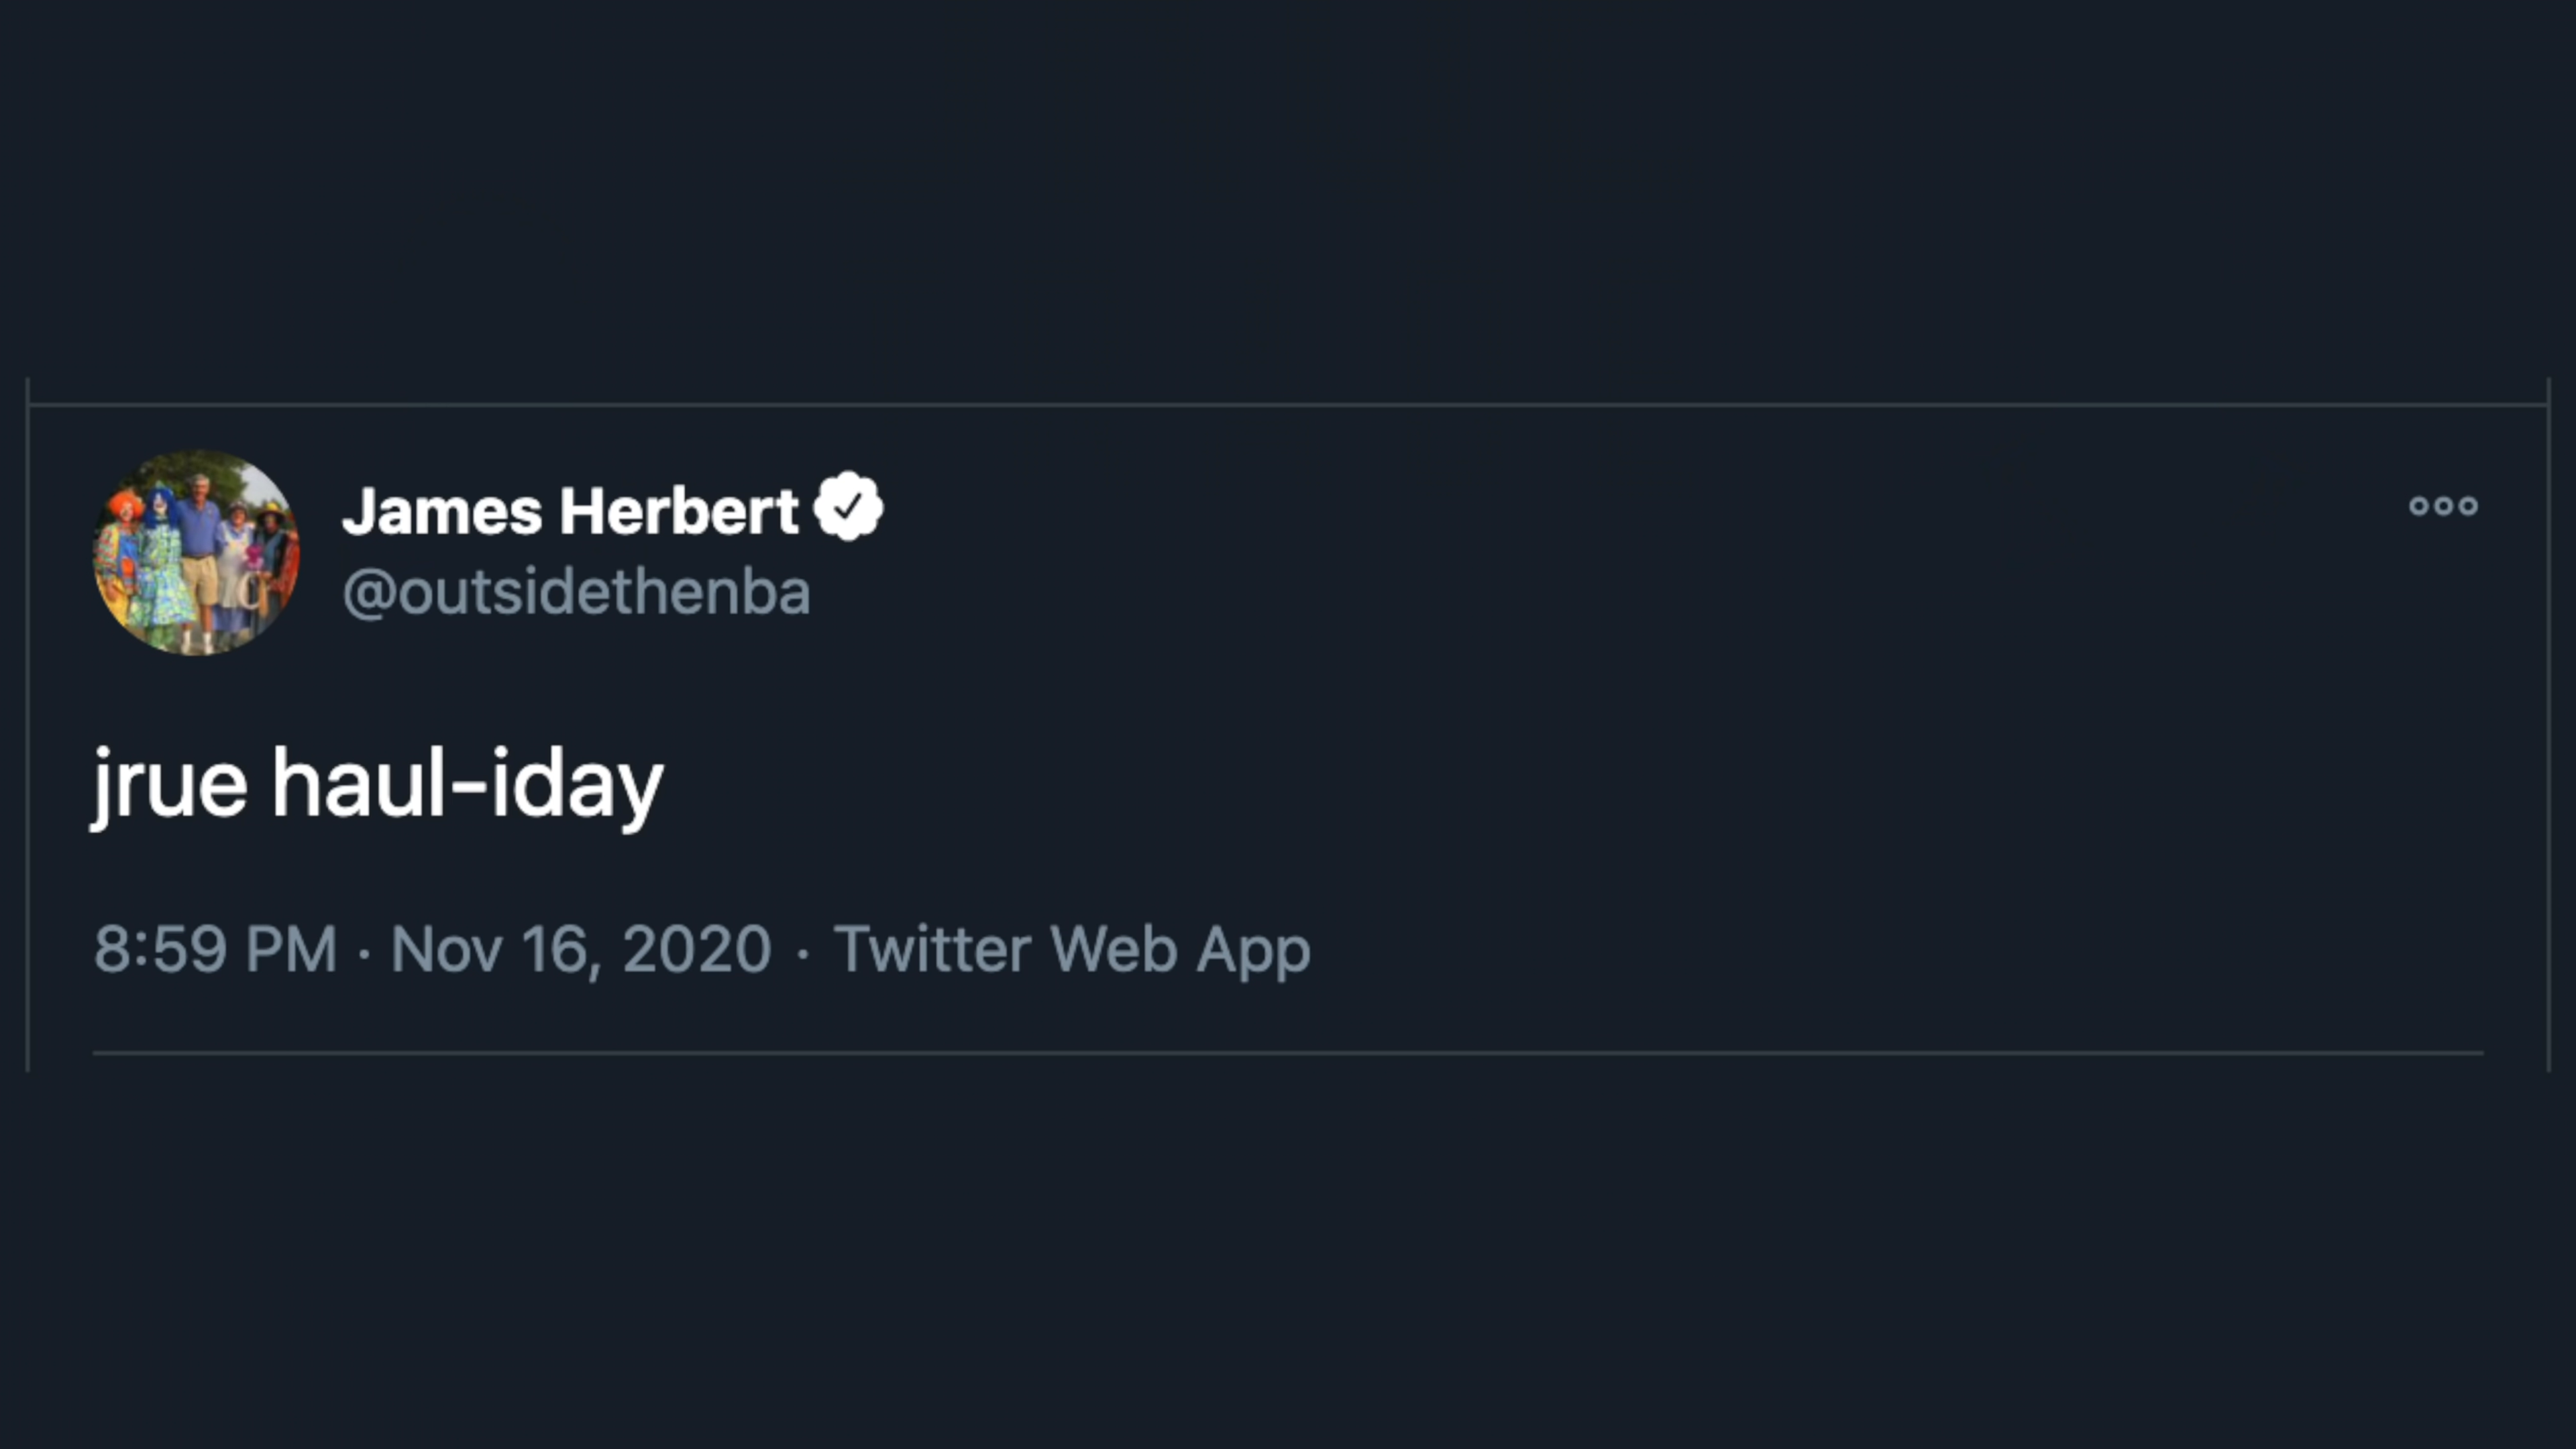 James Herbert
@outsidethenba
jrue haul-iday
8:59 PM · Nov 16, 2020 · Twitter Web App